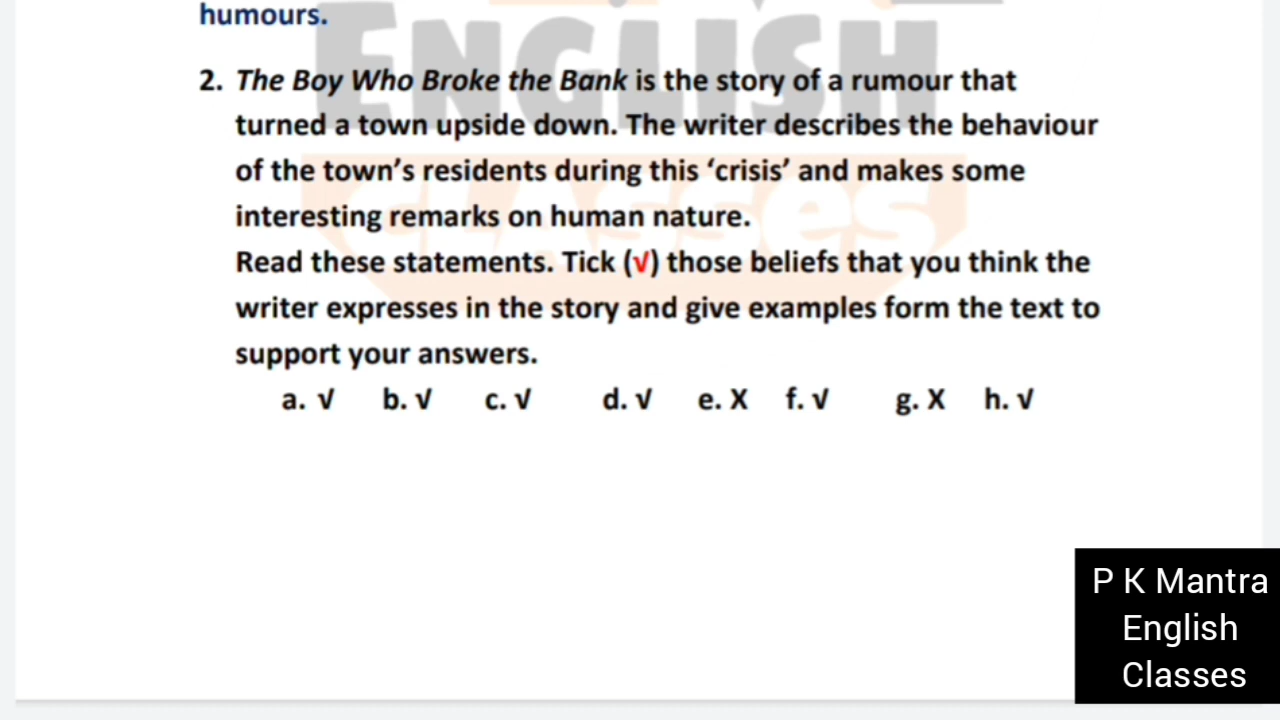 humours.
ENGLISH
CLAsses
2. The Boy Who Broke the Bank is the story of a rumour that
turned a town upside down. The writer describes the behaviour
of the town’s residents during this ‘crisis’ and makes some
interesting remarks on human nature.
Read these statements. Tick (√) those beliefs that you think the
writer expresses in the story and give examples form the text to
support your answers.
a. √ b. √ c. √ d. √ e. X f. √ g. X h. √
P K Mantra
English
Classes